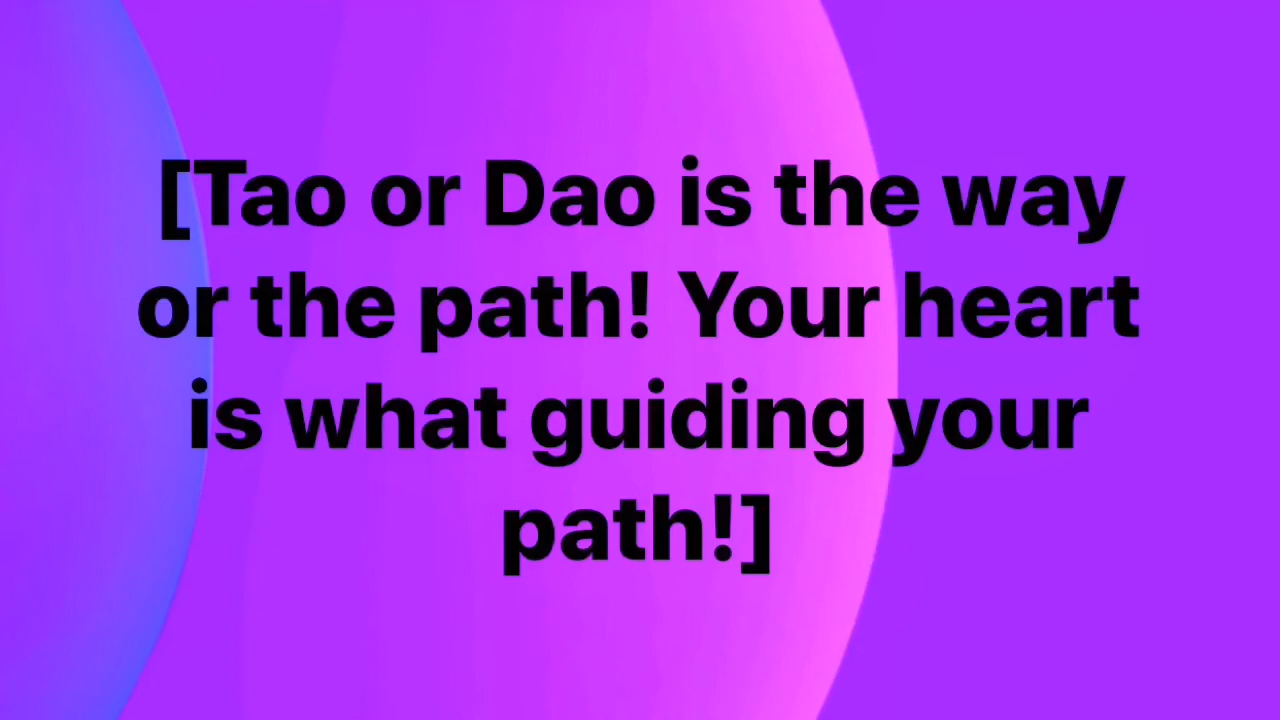 [Tao or Dao is the way
or the path! Your heart
is what guiding your
path!]